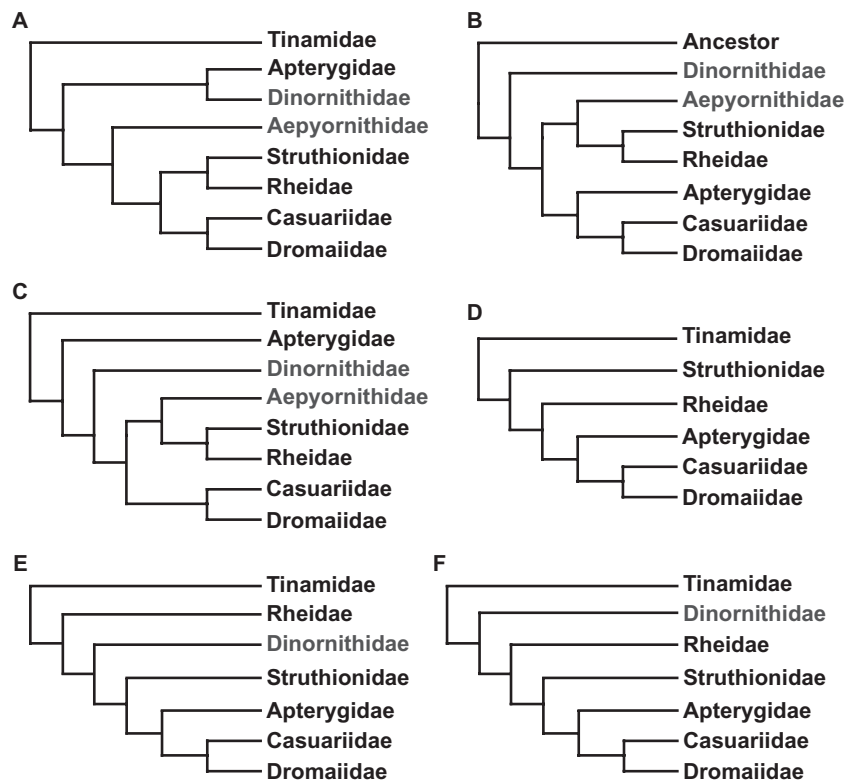 A
Tinamidae
Apterygidae
Dinornithidae
Aepyornithidae
Struthionidae
Rheidae
Casuariidae
Dromaiidae
B
Ancestor
Dinornithidae
Aepyornithidae
Struthionidae
Rheidae
Apterygidae
Casuariidae
Dromaiidae
C
Tinamidae
Apterygidae
Dinornithidae
Aepyornithidae
Struthionidae
Rheidae
Casuariidae
Dromaiidae
D
Tinamidae
Struthionidae
Rheidae
Apterygidae
Casuariidae
Dromaiidae
E
Tinamidae
Rheidae
Dinornithidae
Struthionidae
Apterygidae
Casuariidae
Dromaiidae
F
Tinamidae
Dinornithidae
Rheidae
Struthionidae
Apterygidae
Casuariidae
Dromaiidae